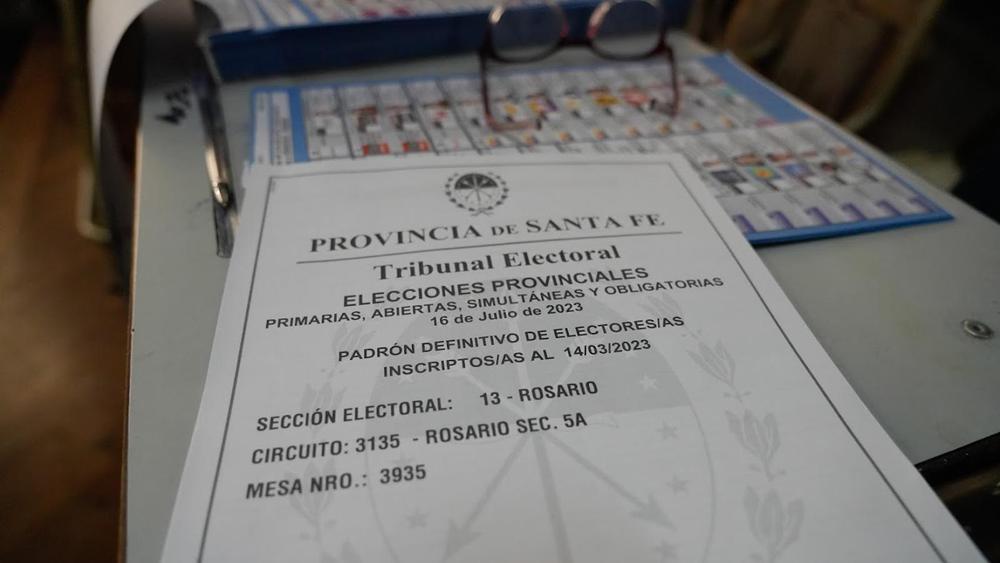 PROVINCIA DE SANTA FE
Tribunal Electoral
ELECCIONES PROVINCIALES
PRIMARIAS, ABIERTAS, SIMULTÁNEAS Y OBLIGATORIAS
16 de Julio de 2023
PADRÓN DEFINITIVO DE ELECTORES/AS
INSCRIPTOS/AS AL 14/03/2023
SECCIÓN ELECTORAL: 13 - ROSARIO
CIRCUITO: 3135 - ROSARIO SEC. 5A
MESA NRO.: 3935